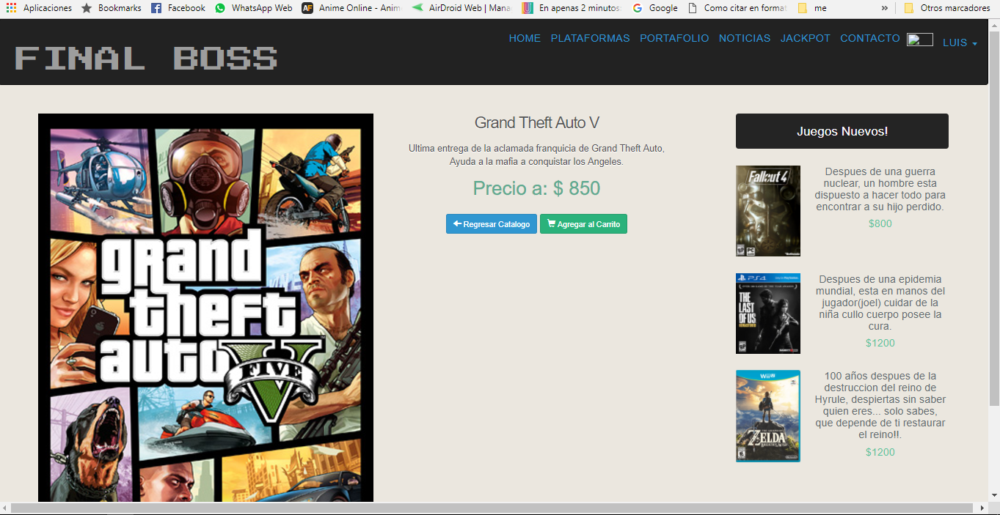 Aplicaciones Bookmarks Facebook WhatsApp Web Anime Online - Anim AirDroid Web | Mana En apenas 2 minutos: Google Como citar en format me » Otros marcadores
FINAL BOSS
HOME PLATAFORMAS PORTAFOLIO NOTICIAS JACKPOT CONTACTO LUIS
grand
theft
auto
V
FIVE
Grand Theft Auto V
Ultima entrega de la aclamada franquicia de Grand Theft Auto,
Ayuda a la mafia a conquistar los Angeles.
Precio a: $ 850
Regresar Catalogo Agregar al Carrito
Juegos Nuevos!
Fallout 4
PC
Despues de una guerra
nuclear, un hombre esta
dispuesto a hacer todo para
encontrar a su hijo perdido.
$800
PS4
THE
LAST
OF US
REMASTERED
Despues de una epidemia
mundial, esta en manos del
jugador(joel) cuidar de la
niña cullo cuerpo posee la
cura.
$1200
WiiU
ZELDA
100 años despues de la
destruccion del reino de
Hyrule, despiertas sin saber
quien eres... solo sabes,
que depende de ti restaurar
el reino!!.
$1200